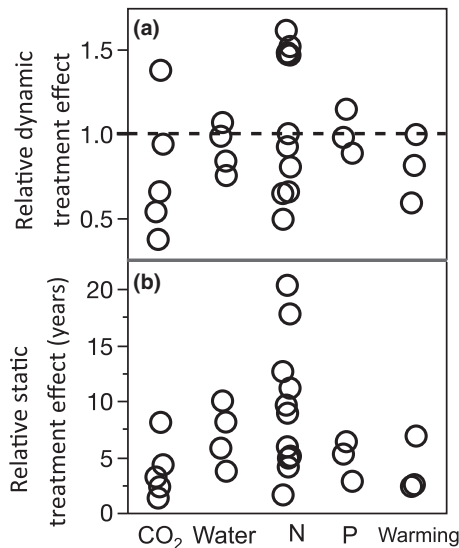 (a)
Relative dynamic
treatment effect
1.5
1.0
0.5
(b)
Relative static
treatment effect (years)
20
15
10
5
0
CO₂ Water N P Warming